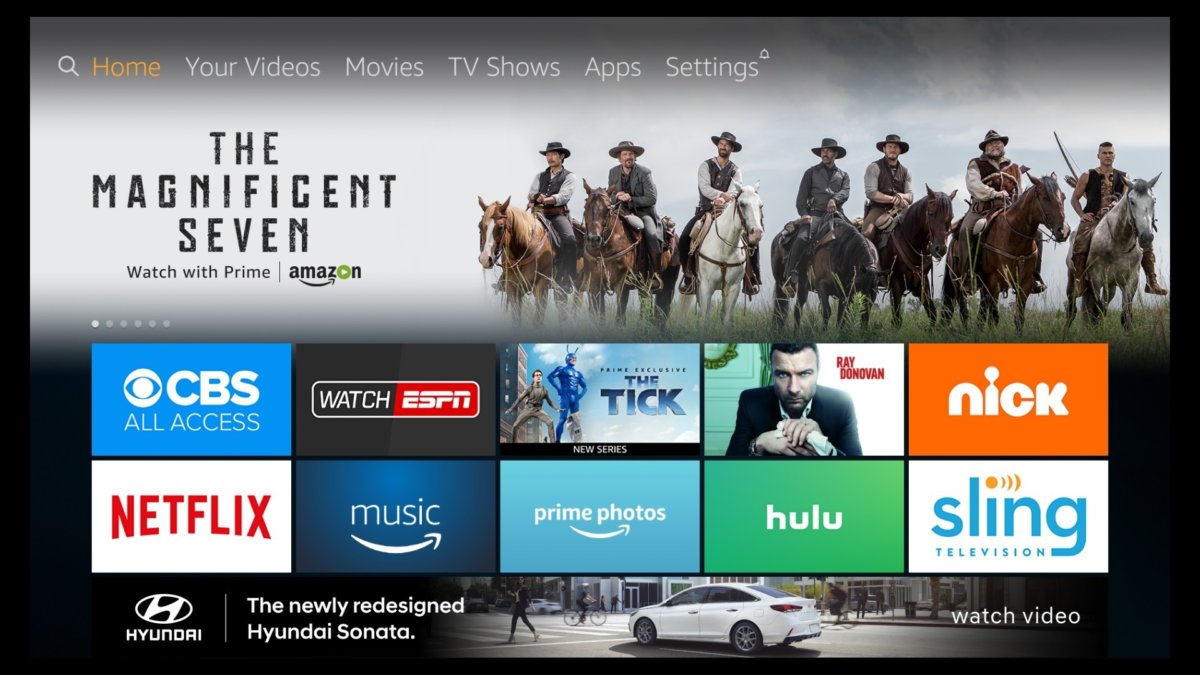 Home Your Videos Movies TV Shows Apps Settings
THE
MAGNIFICENT
SEVEN
Watch with Prime | amazon
CBS
ALL ACCESS
WATCH ESPN
PRIME EXCLUSIVE
THE
TICK
NEW SERIES
RAY
DONOVAN
nick
NETFLIX
music
prime photos
hulu
sling
TELEVISION
HYUNDAI
The newly redesigned
Hyundai Sonata.
watch video